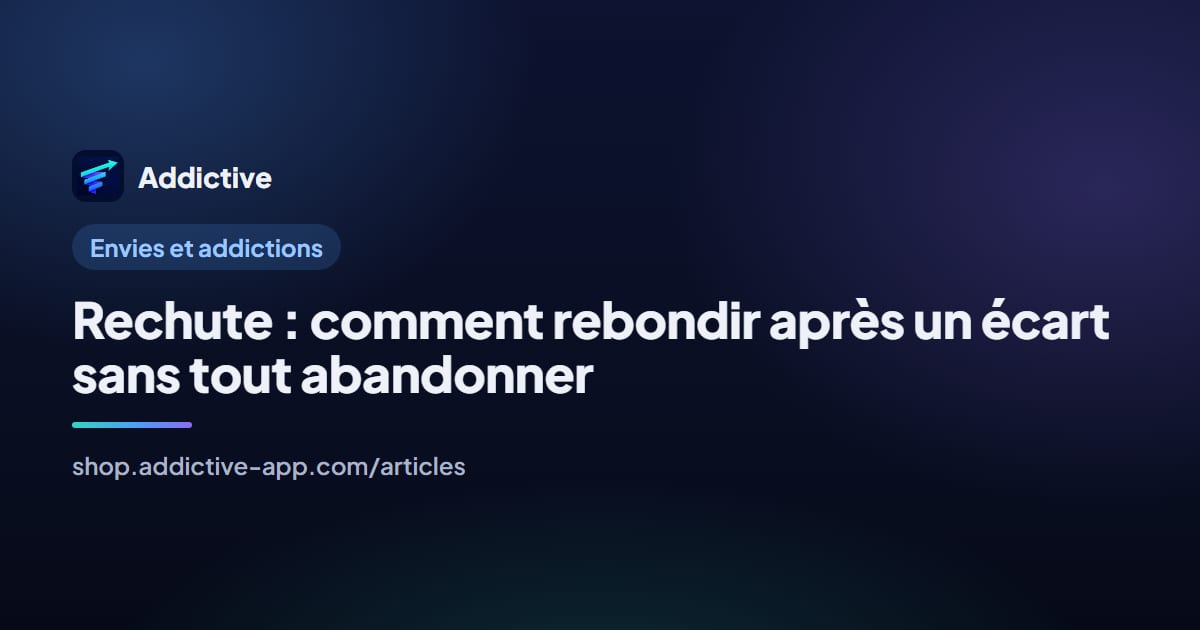 Addictive
Envies et addictions
Rechute : comment rebondir après un écart
sans tout abandonner
shop.addictive-app.com/articles